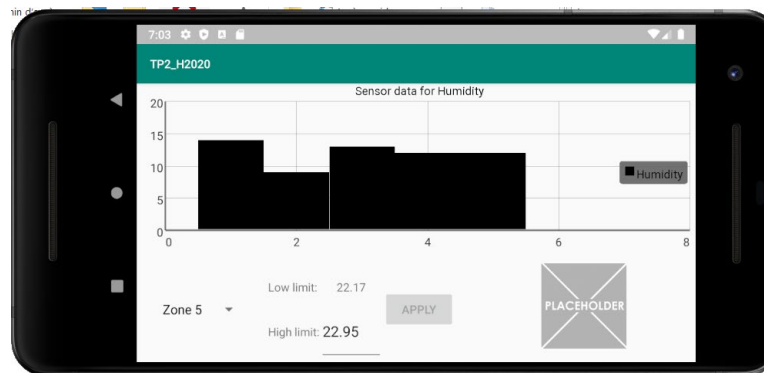 7:03
TP2_H2020
Sensor data for Humidity
20
15
10
5
0
0 2 4 6 8
Humidity
Zone 5
Low limit: 22.17
High limit: 22.95
APPLY
PLACEHOLDER